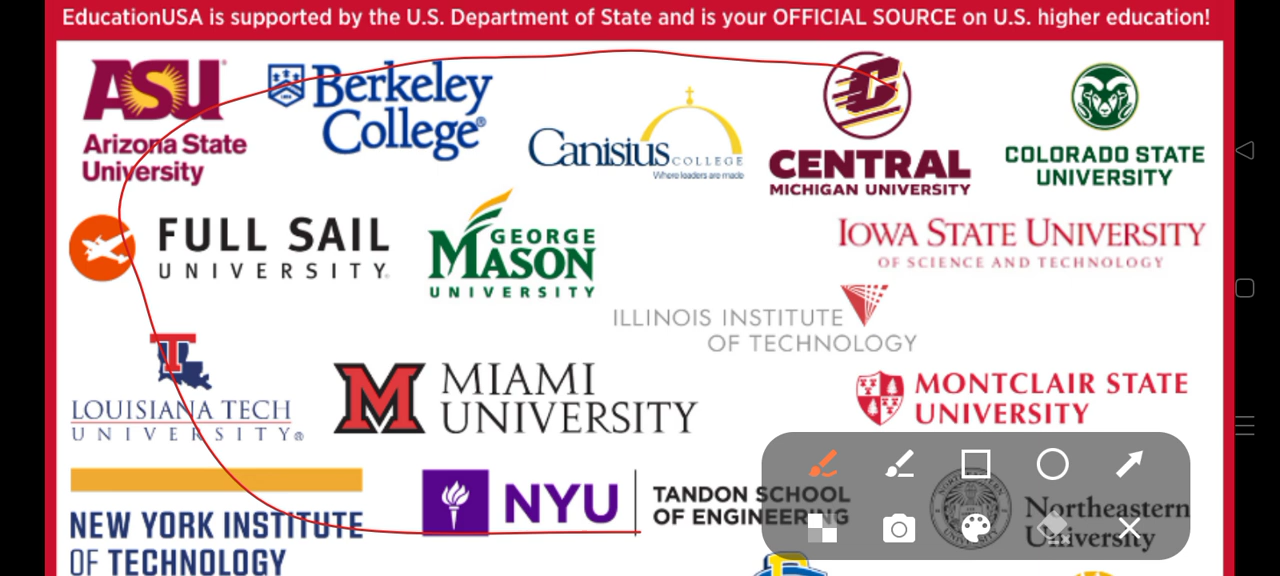 EducationUSA is supported by the U.S. Department of State and is your OFFICIAL SOURCE on U.S. higher education!
ASU
Arizona State
University
Berkeley
College®
Canisius COLLEGE
Where leaders are made
C
CENTRAL
MICHIGAN UNIVERSITY
COLORADO STATE
UNIVERSITY
FULL SAIL
UNIVERSITY
GEORGE
MASON
UNIVERSITY
IOWA STATE UNIVERSITY
OF SCIENCE AND TECHNOLOGY
ILLINOIS INSTITUTE
OF TECHNOLOGY
T
LOUISIANA TECH
UNIVERSITY®
M
MIAMI
UNIVERSITY
MONTCLAIR STATE
UNIVERSITY
NEW YORK INSTITUTE
OF TECHNOLOGY
NYU
TANDON SCHOOL
OF ENGINEERING
Northeastern
University